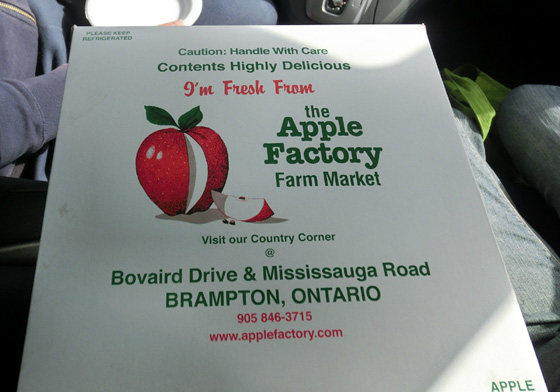 PLEASE KEEP
REFRIGERATED
Caution: Handle With Care
Contents Highly Delicious
I'm Fresh From
the
Apple
Factory
Farm Market
Visit our Country Corner
@
Bovaird Drive & Mississauga Road
BRAMPTON, ONTARIO
905 846-3715
www.applefactory.com
APPLE